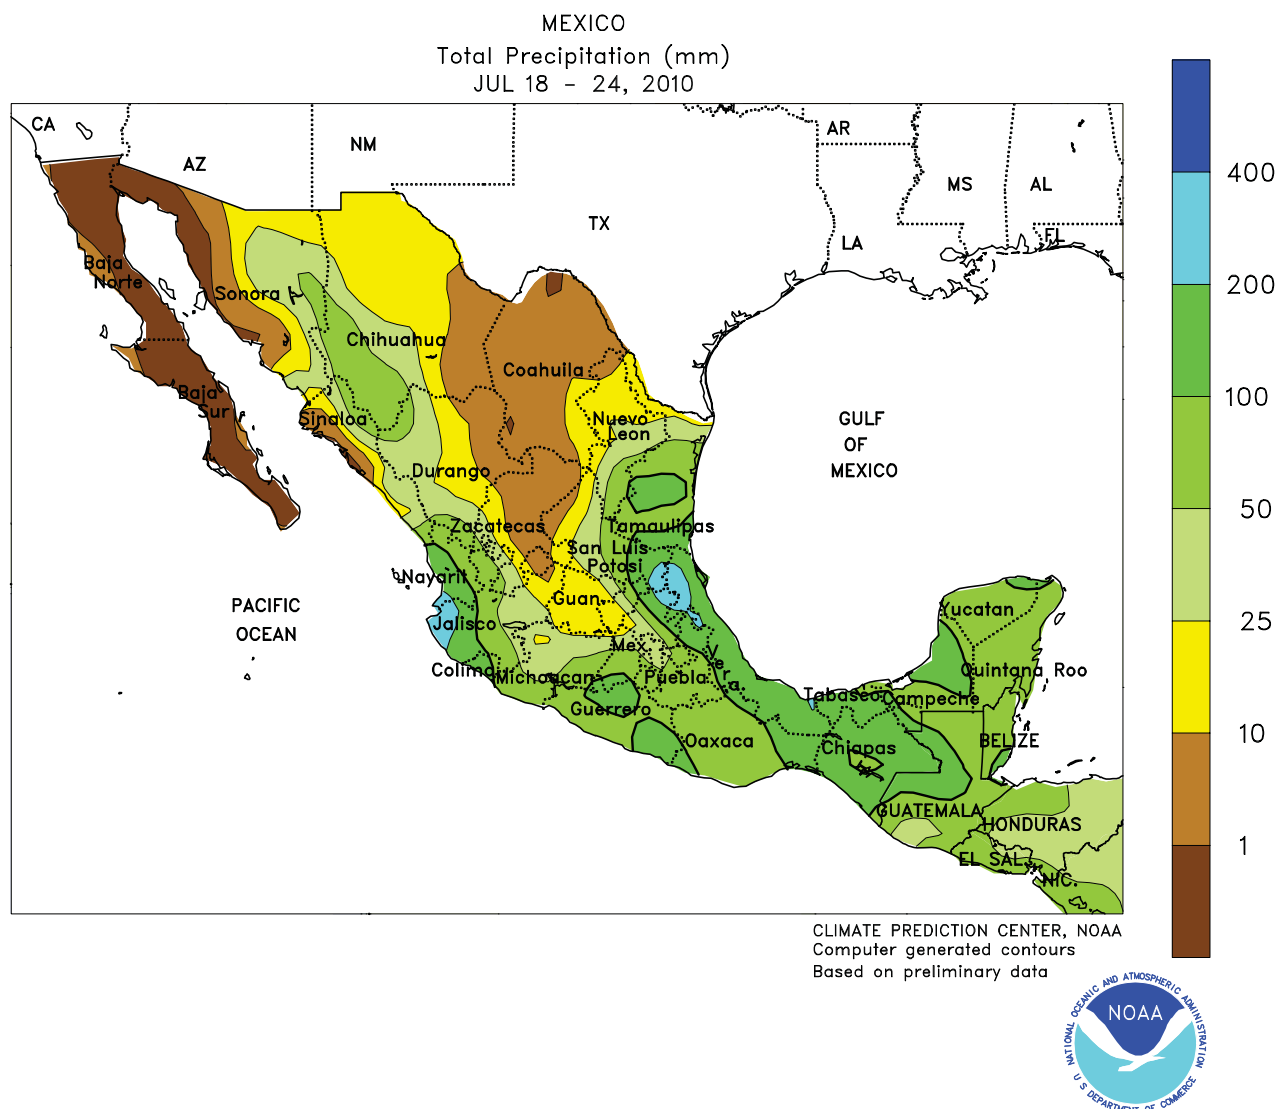 MEXICO
Total Precipitation (mm)
JUL 18 - 24, 2010
CA
AZ
NM
TX
AR
LA
MS
AL
FL
Baja
Norte
Sonora
Chihuahua
Coahuila
Baja
Sur
Sinaloa
Nuevo
Leon
Durango
Zacatecas
Tamaulipas
San Luis
Potosi
Nayarit
Guan.
Jalisco
Mex.
Colima
Michoacan
Puebla
Vera.
Guerrero
Oaxaca
Tabasco
Campeche
Chiapas
Yucatan
Quintana Roo
BELIZE
GUATEMALA
HONDURAS
EL SAL.
NIC.
GULF
OF
MEXICO
PACIFIC
OCEAN
400
200
100
50
25
10
1
CLIMATE PREDICTION CENTER, NOAA
Computer generated contours
Based on preliminary data
NATIONAL OCEANIC AND ATMOSPHERIC ADMINISTRATION
NOAA
U S DEPARTMENT OF COMMERCE